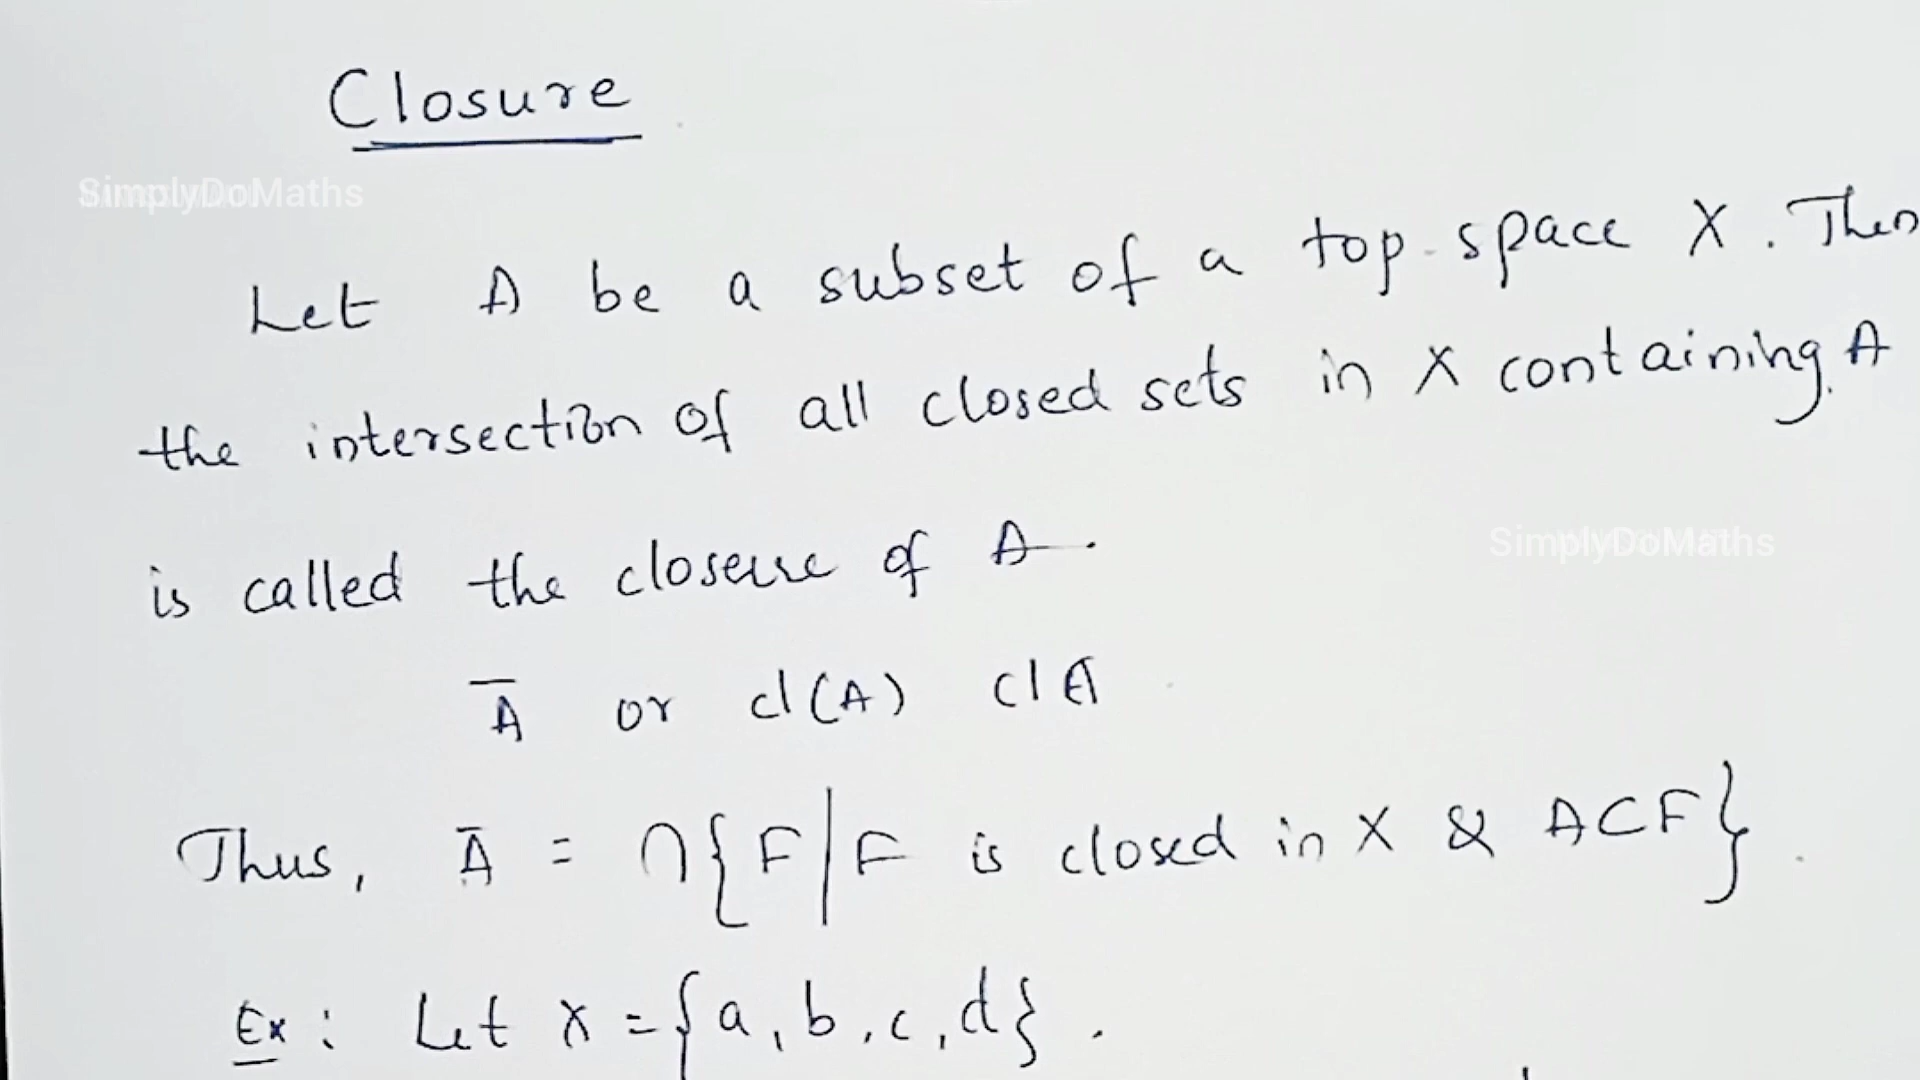 Closure
SimplyDoMaths
Let A be a subset of a top. space X. Then
the intersection of all closed sets in X containing A
is called the closure of A.
SimplyDoMaths
A̅ or cl(A) cl A
Thus, A̅ = ∩{F|F is closed in X & A⊂F}.
Ex: Let X = {a, b, c, d}.